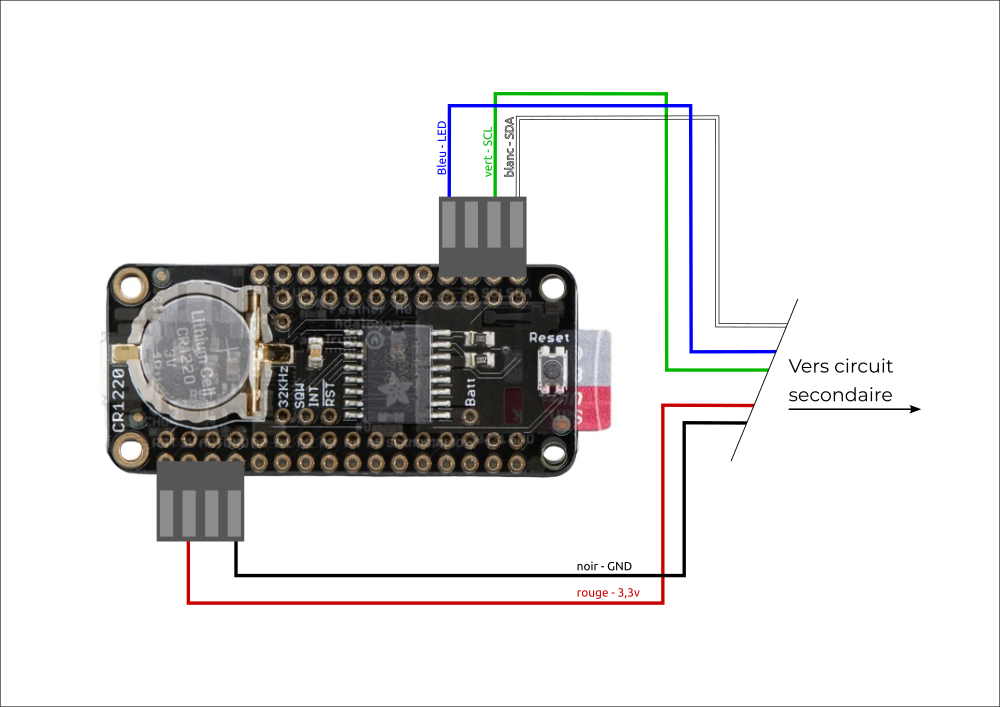 Bleu - LED
vert - SCL
blanc - SDA
Lithium Cell
CR1220
3V
Reset
CR1220
32KHz
SQW
INT
RST
Batt
Vers circuit
secondaire
noir - GND
rouge - 3,3v